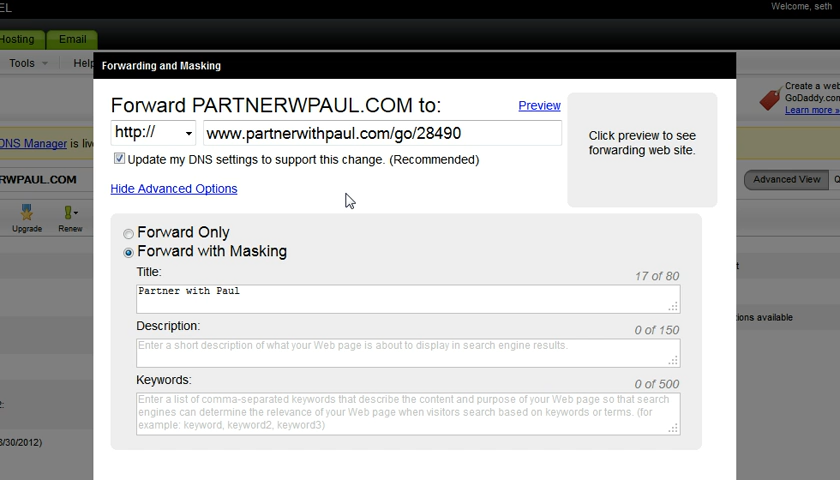 EL
Welcome, seth
Hosting
Email
Tools
Help
Forwarding and Masking
Create a web
GoDaddy.com
Learn more »
DNS Manager is live
RWPAUL.COM
Advanced View
Q
Upgrade
Renew
Forward PARTNERWPAUL.COM to:
Preview
http://
www.partnerwithpaul.com/go/28490
Click preview to see
forwarding web site.
Update my DNS settings to support this change. (Recommended)
Hide Advanced Options
Forward Only
Forward with Masking
Title:
17 of 80
Partner with Paul
Description:
0 of 150
Enter a short description of what your Web page is about to display in search engine results.
Keywords:
0 of 500
Enter a list of comma-separated keywords that describe the content and purpose of your Web page so that search
engines can determine the relevance of your Web page when visitors search based on keywords or terms. (for
example: keyword, keyword2, keyword3)
ions available
2:
8/30/2012)